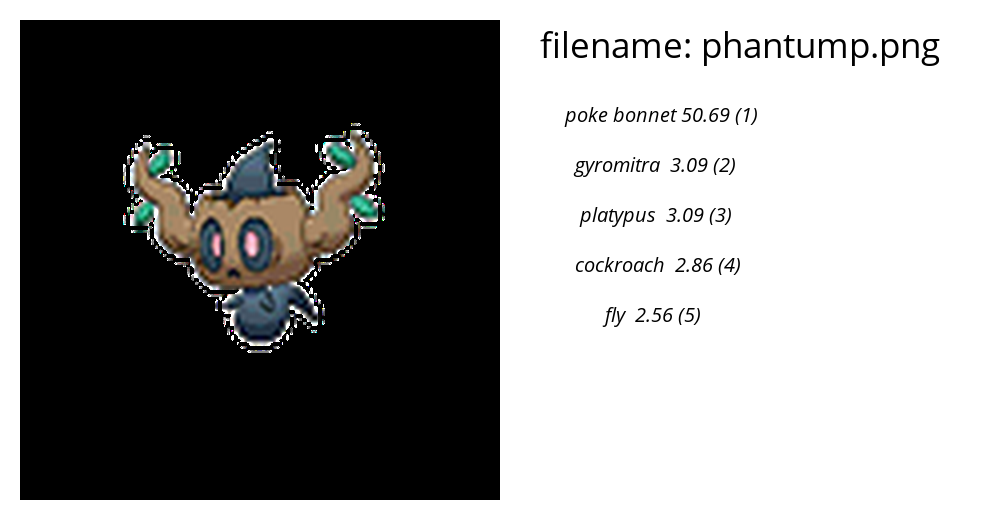 filename: phantump.png
poke bonnet 50.69 (1)
gyromitra  3.09 (2)
platypus  3.09 (3)
cockroach  2.86 (4)
fly  2.56 (5)